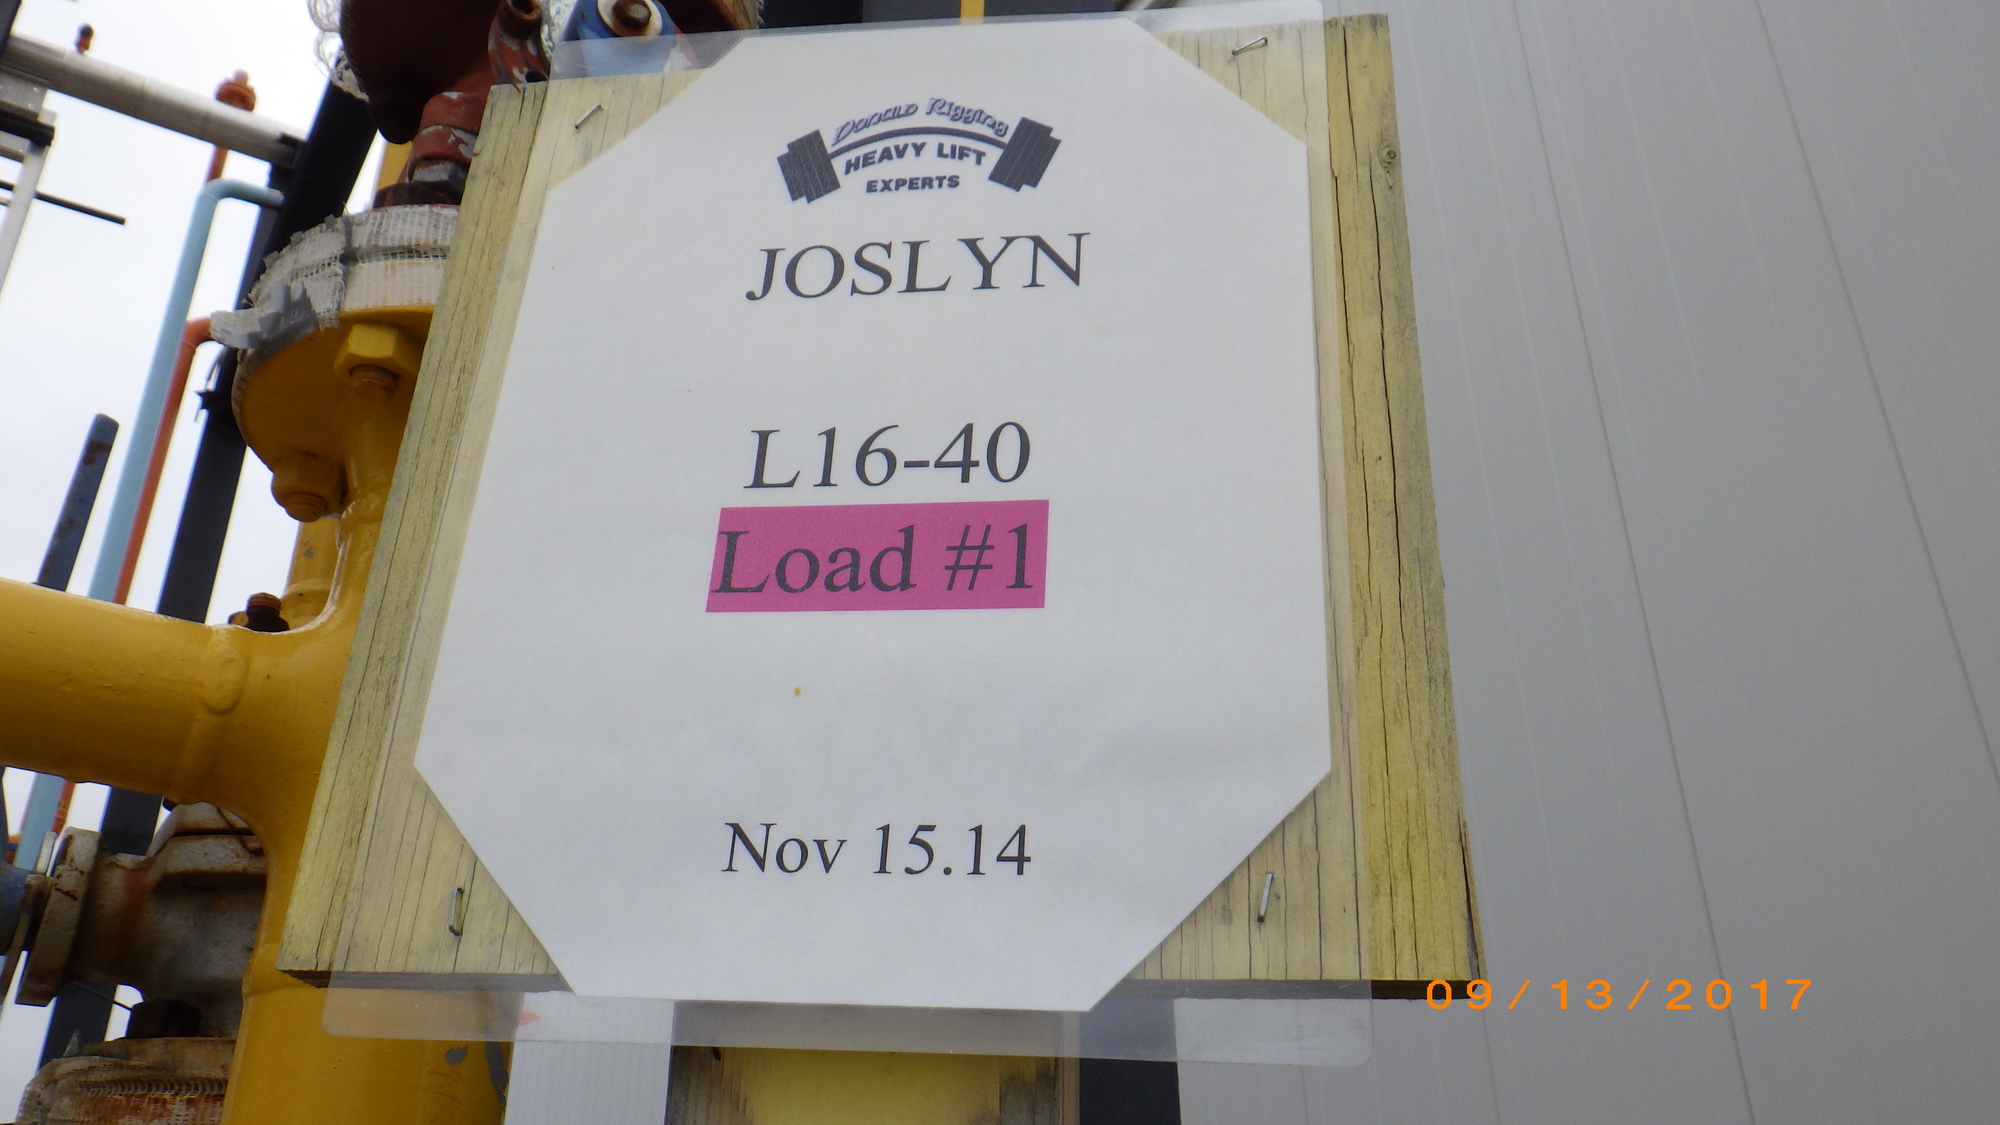 Donald Rigging
HEAVY LIFT
EXPERTS
JOSLYN
L16-40
Load #1
Nov 15.14
09/13/2017